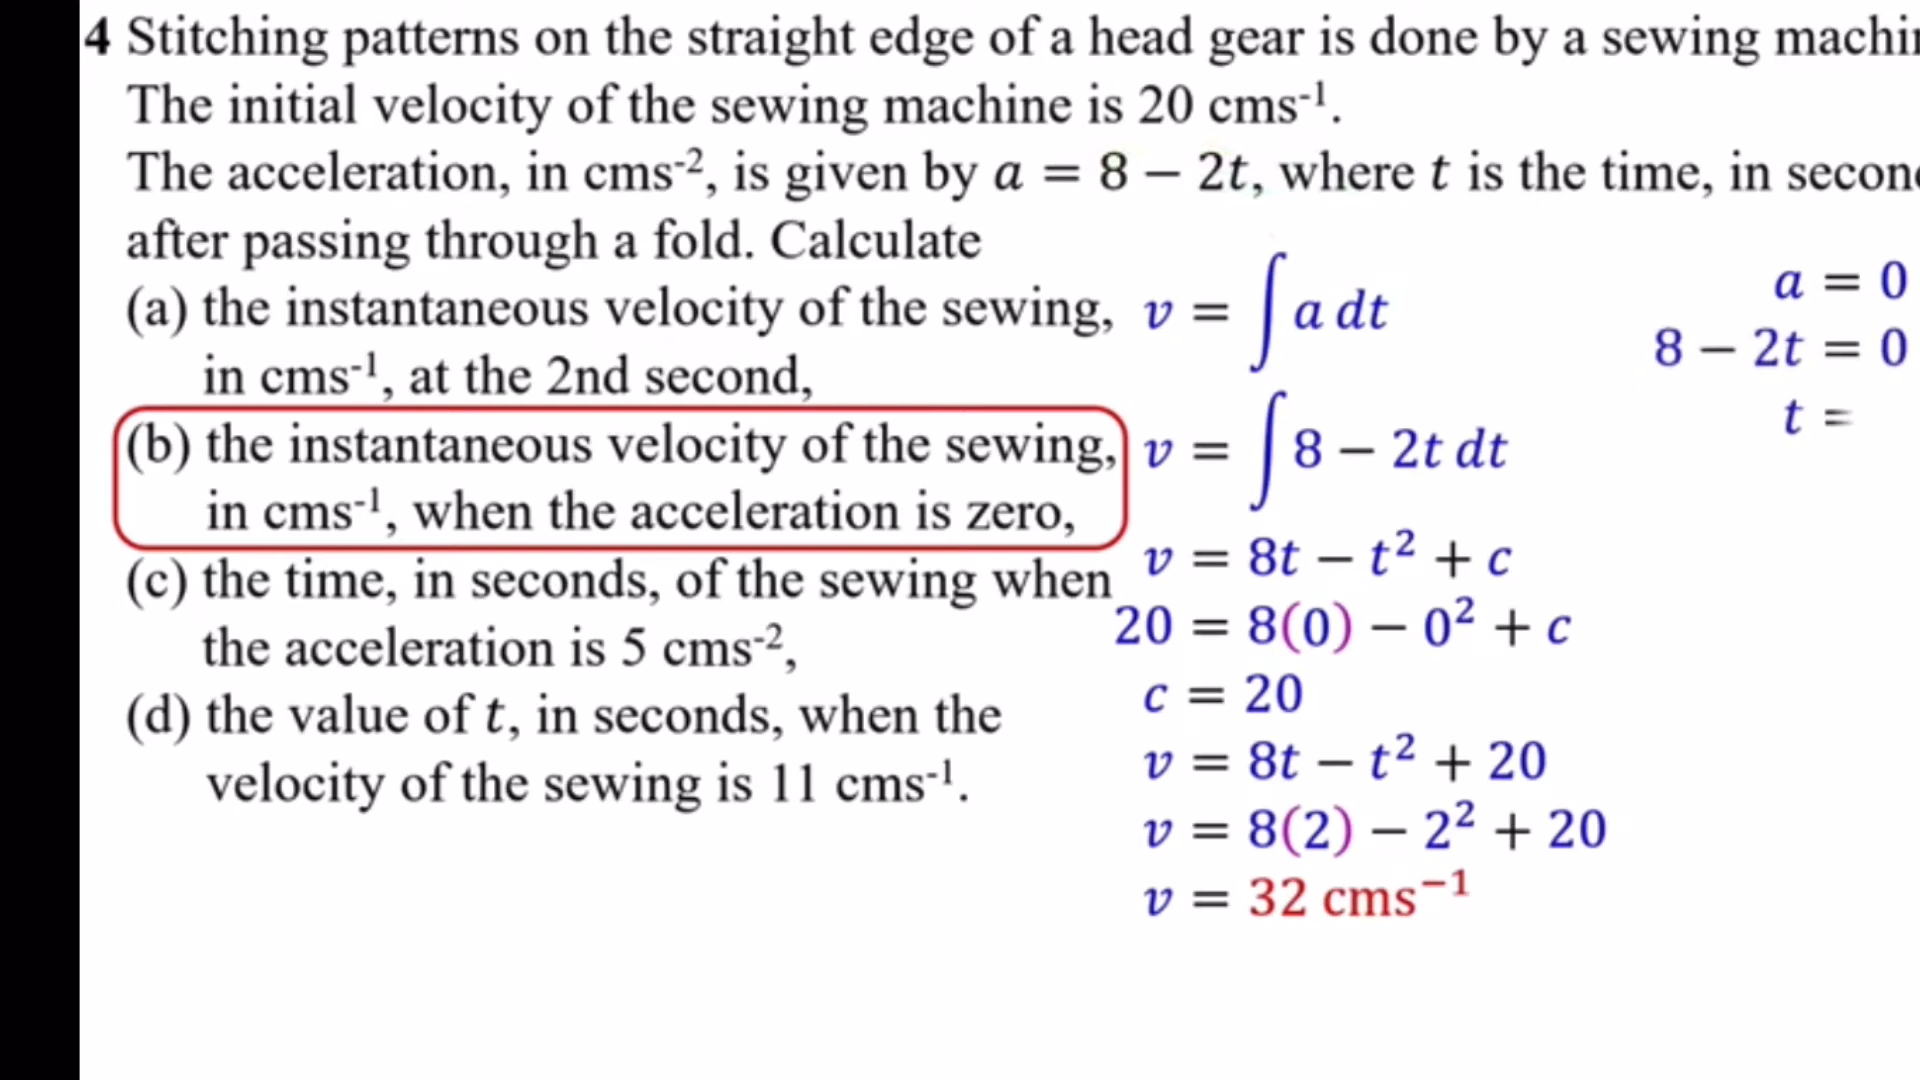 4 Stitching patterns on the straight edge of a head gear is done by a sewing
The initial velocity of the sewing machine is 20 cms⁻¹.
The acceleration, in cms⁻², is given by a = 8 − 2t, where t is the time, in
after passing through a fold. Calculate
(a) the instantaneous velocity of the sewing,
in cms⁻¹, at the 2nd second,
(b) the instantaneous velocity of the sewing,
in cms⁻¹, when the acceleration is zero,
(c) the time, in seconds, of the sewing when
the acceleration is 5 cms⁻²,
(d) the value of t, in seconds, when the
velocity of the sewing is 11 cms⁻¹.
v = ∫ a dt
v = ∫ 8 − 2t dt
v = 8t − t² + c
20 = 8(0) − 0² + c
c = 20
v = 8t − t² + 20
v = 8(2) − 2² + 20
v = 32 cms⁻¹
a = 0
8 − 2t = 0
t =